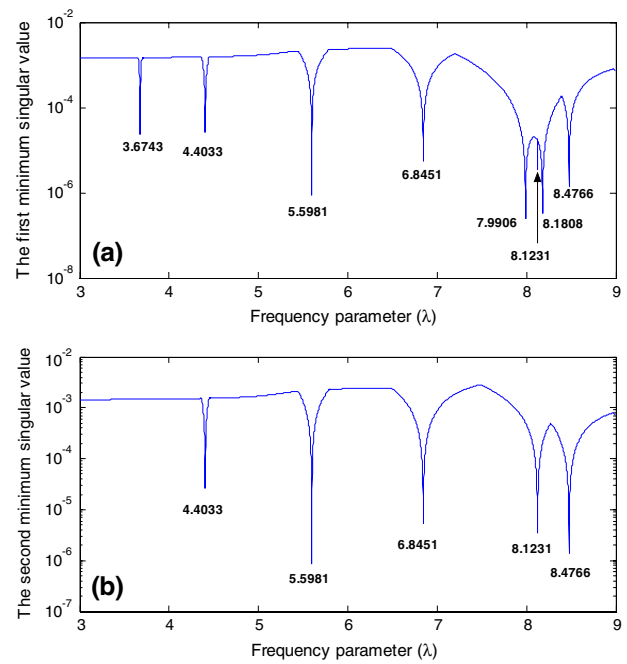 (a)
The first minimum singular value
10^-2
10^-4
10^-6
10^-8
3.6743
4.4033
5.5981
6.8451
7.9906
8.1231
8.1808
8.4766
3 4 5 6 7 8 9
Frequency parameter (λ)
(b)
The second minimum singular value
10^-2
10^-3
10^-4
10^-5
10^-6
10^-7
4.4033
5.5981
6.8451
8.1231
8.4766
3 4 5 6 7 8 9
Frequency parameter (λ)